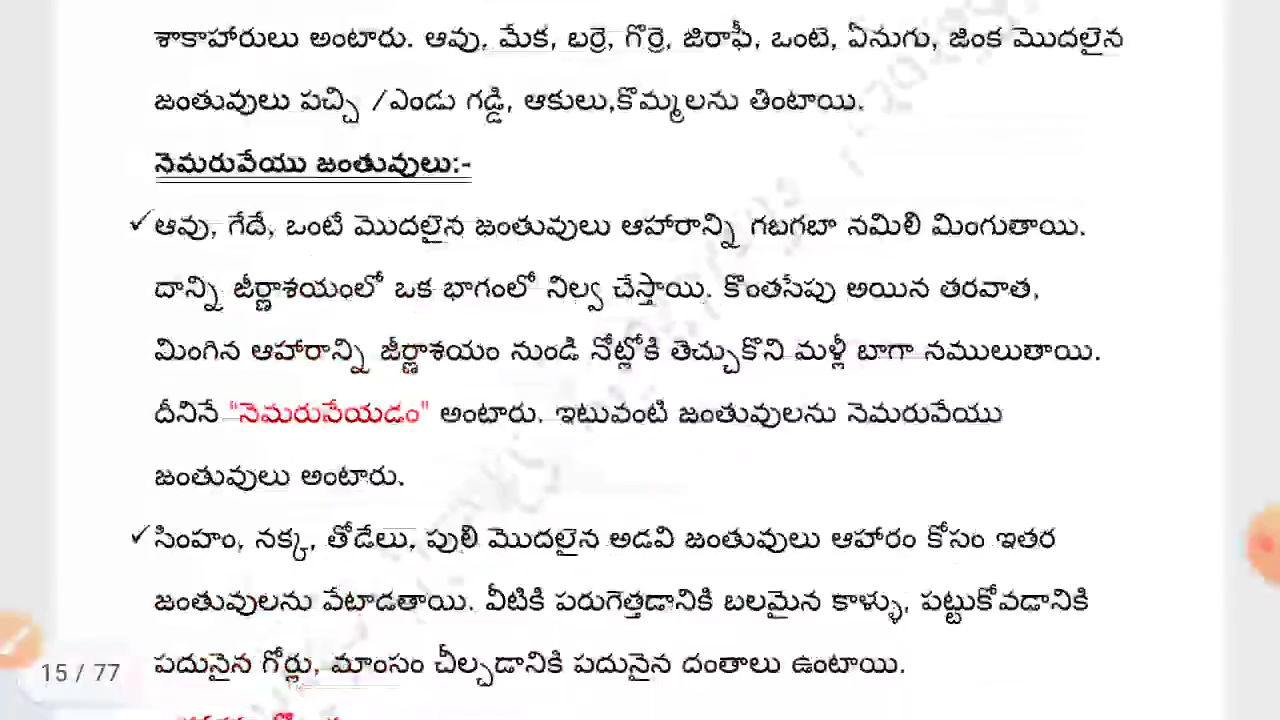 శాకాహారులు అంటారు. ఆవు, మేక, బర్రె, గొర్రె, జిరాఫీ, ఒంటె, ఏనుగు, జింక మొదలైన
జంతువులు పచ్చి /ఎండు గడ్డి, ఆకులు,కొమ్మలను తింటాయి.
నెమరువేయు జంతువులు:-
✓ ఆవు, గేదే, ఒంటే మొదలైన జంతువులు ఆహారాన్ని గబగబా నమిలి మింగుతాయి.
దాన్ని జీర్ణాశయంలో ఒక భాగంలో నిల్వ చేస్తాయి. కొంతసేపు అయిన తరవాత,
మింగిన ఆహారాన్ని జీర్ణాశయం నుండి నోట్లోకి తెచ్చుకొని మళ్లీ బాగా నములుతాయి.
దీనినే "నెమరువేయడం" అంటారు. ఇటువంటి జంతువులను నెమరువేయు
జంతువులు అంటారు.
✓ సింహం, నక్క, తోడేలు, పులి మొదలైన అడవి జంతువులు ఆహారం కోసం ఇతర
జంతువులను వేటాడతాయి. వీటికి పరుగెత్తడానికి బలమైన కాళ్ళు, పట్టుకోవడానికి
పదునైన గోర్లు, మాంసం చీల్చడానికి పదునైన దంతాలు ఉంటాయి.
15 / 77